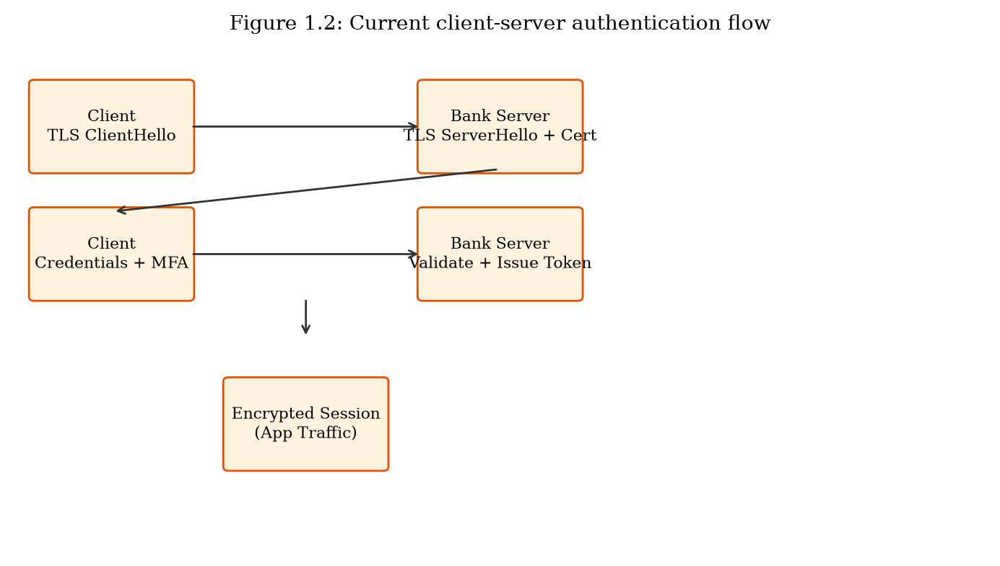 Figure 1.2: Current client-server authentication flow
Client
TLS ClientHello
Bank Server
TLS ServerHello + Cert
Client
Credentials + MFA
Bank Server
Validate + Issue Token
Encrypted Session
(App Traffic)